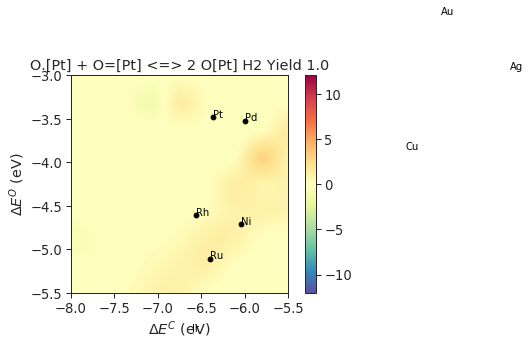 Au
Ag
O.[Pt] + O=[Pt] <=> 2 O[Pt] H2 Yield 1.0
−3.0
−3.5
−4.0
−4.5
−5.0
−5.5
ΔE^O (eV)
Pt
Pd
Cu
Rh
Ni
Ru
10
5
0
−5
−10
−8.0 −7.5 −7.0 −6.5 −6.0 −5.5
ΔE^C (eV)
Ir